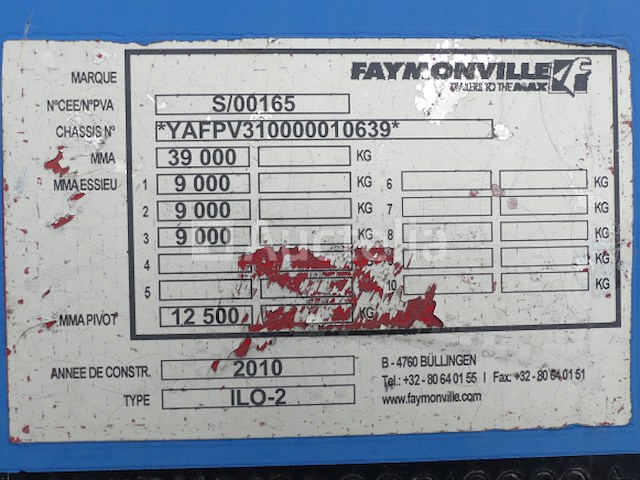 MARQUE FAYMONVILLE
TRAILERS TO THE MAX
N°CEE/N°PVA S/00165
CHASSIS N° *YAFPV310000010639*
MMA 39 000 KG
MMA ESSIEU 1 9 000 KG 6 KG
2 9 000 KG 7 KG
3 9 000 KG 8 KG
4 KG
5 10 KG
MMA PIVOT 12 500 KG
ANNEE DE CONSTR. 2010
TYPE ILO-2
B - 4760 BÜLLINGEN
Tel.: +32 - 80 64 01 55 | Fax: +32 - 80 64 01 51
www.faymonville.com
Auctelia